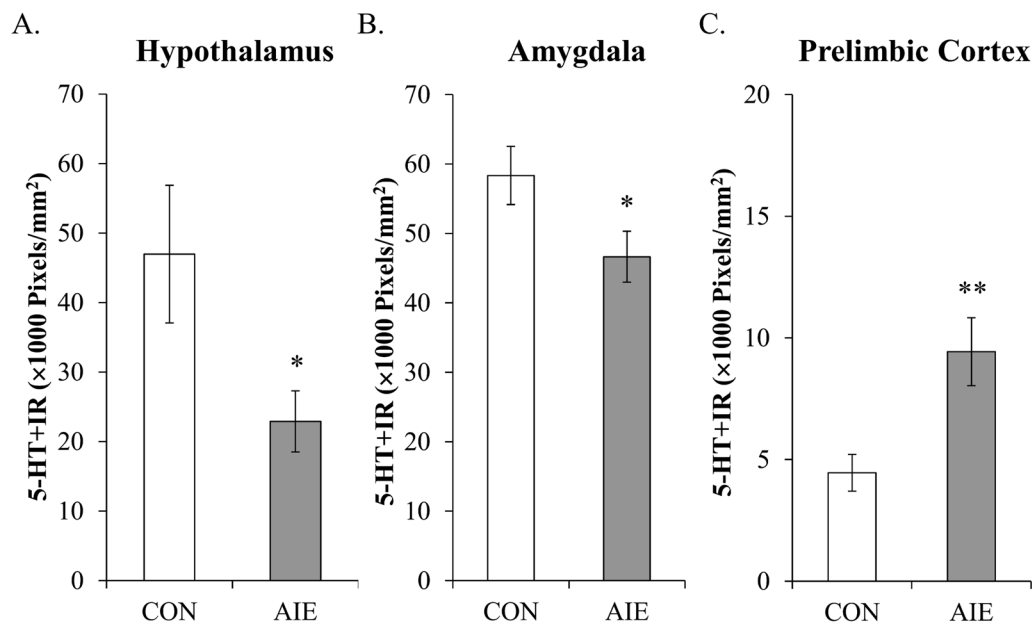 A.
Hypothalamus
5-HT+IR (×1000 Pixels/mm²)
70
60
50
40
30
20
10
0
*
CON
AIE
B.
Amygdala
5-HT+IR (×1000 Pixels/mm²)
70
60
50
40
30
20
10
0
*
CON
AIE
C.
Prelimbic Cortex
5-HT+IR (×1000 Pixels/mm²)
20
15
10
5
0
**
CON
AIE